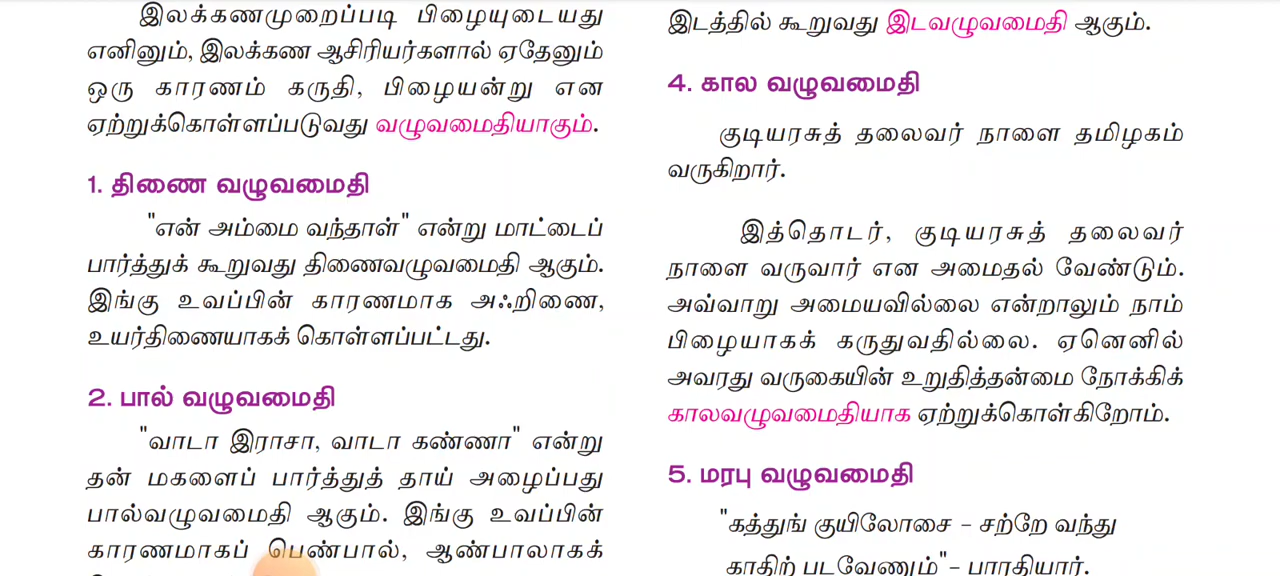 இலக்கணமுறைப்படி பிழையுடையது
எனினும், இலக்கண ஆசிரியர்களால் ஏதேனும்
ஒரு காரணம் கருதி, பிழையன்று என
ஏற்றுக்கொள்ளப்படுவது வழுவமைதியாகும்.
1. திணை வழுவமைதி
"என் அம்மை வந்தாள்" என்று மாட்டைப்
பார்த்துக் கூறுவது திணைவழுவமைதி ஆகும்.
இங்கு உவப்பின் காரணமாக அஃறிணை,
உயர்திணையாகக் கொள்ளப்பட்டது.
2. பால் வழுவமைதி
"வாடா இராசா, வாடா கண்ணா" என்று
தன் மகளைப் பார்த்துத் தாய் அழைப்பது
பால்வழுவமைதி ஆகும். இங்கு உவப்பின்
காரணமாகப் பெண்பால், ஆண்பாலாகக்
இடத்தில் கூறுவது இடவழுவமைதி ஆகும்.
4. கால வழுவமைதி
குடியரசுத் தலைவர் நாளை தமிழகம்
வருகிறார்.
இத்தொடர், குடியரசுத் தலைவர்
நாளை வருவார் என அமைதல் வேண்டும்.
அவ்வாறு அமையவில்லை என்றாலும் நாம்
பிழையாகக் கருதுவதில்லை. ஏனெனில்
அவரது வருகையின் உறுதித்தன்மை நோக்கிக்
காலவழுவமைதியாக ஏற்றுக்கொள்கிறோம்.
5. மரபு வழுவமைதி
"கத்துங் குயிலோசை – சற்றே வந்து
காதிற் படவேணும்"– பாரதியார்.